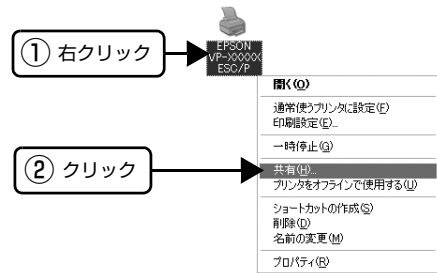 ① 右クリック
EPSON
VP-XXXXX
ESC/P
開く(O)
通常使うプリンタに設定(F)
印刷設定(E)...
一時停止(G)
② クリック
共有(H)...
プリンタをオフラインで使用する(U)
ショートカットの作成(S)
削除(D)
名前の変更(M)
プロパティ(R)